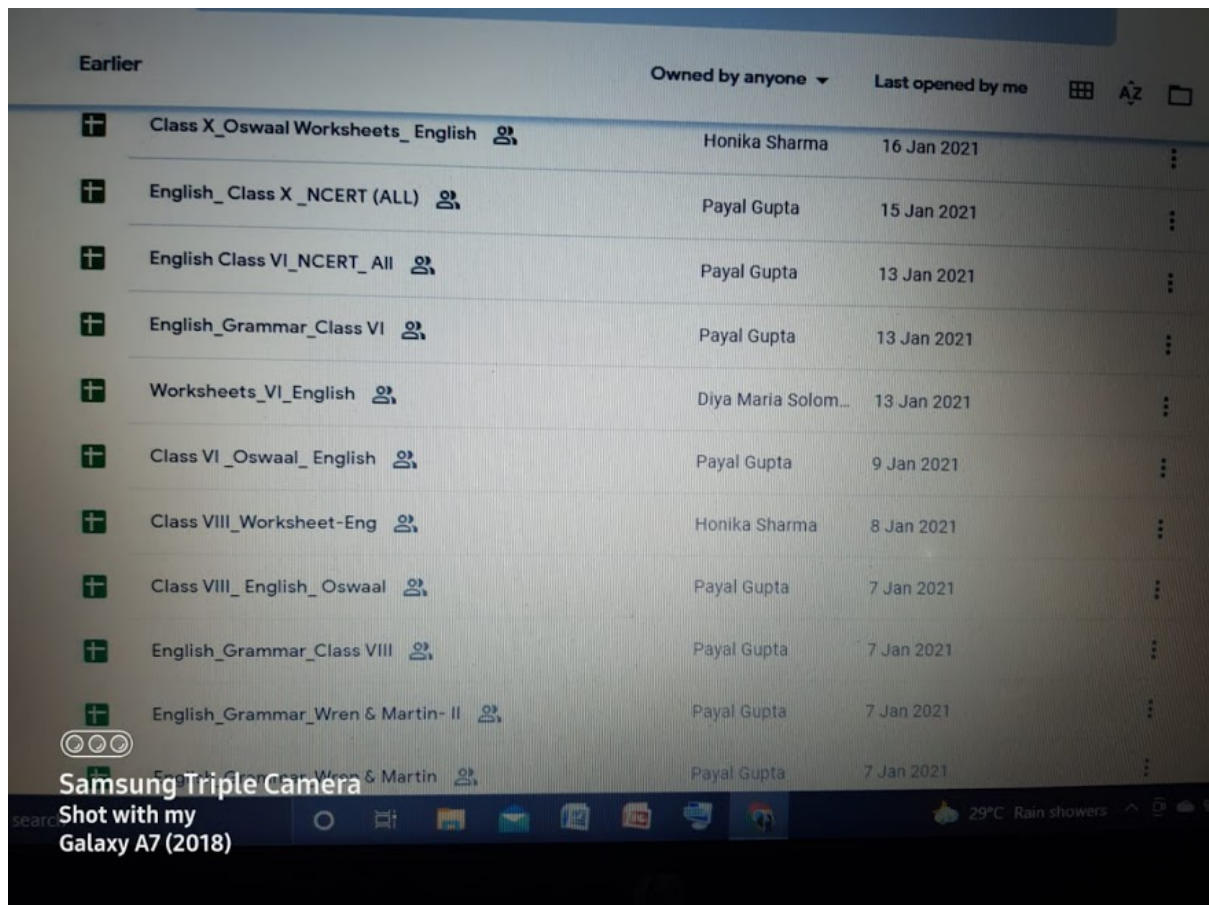 Earlier Owned by anyone Last opened by me AZ
Class X_Oswaal Worksheets_ English Honika Sharma 16 Jan 2021
English_ Class X _NCERT (ALL) Payal Gupta 15 Jan 2021
English Class VI_NCERT_ All Payal Gupta 13 Jan 2021
English_Grammar_Class VI Payal Gupta 13 Jan 2021
Worksheets_VI_English Diya Maria Solom... 13 Jan 2021
Class VI _Oswaal_ English Payal Gupta 9 Jan 2021
Class VIII_Worksheet-Eng Honika Sharma 8 Jan 2021
Class VIII_ English_ Oswaal Payal Gupta 7 Jan 2021
English_Grammar_Class VIII Payal Gupta 7 Jan 2021
English_Grammar_Wren & Martin- II Payal Gupta 7 Jan 2021
English_Grammar_Wren & Martin Payal Gupta 7 Jan 2021
Samsung Triple Camera
Shot with my
Galaxy A7 (2018)
search 29°C Rain showers